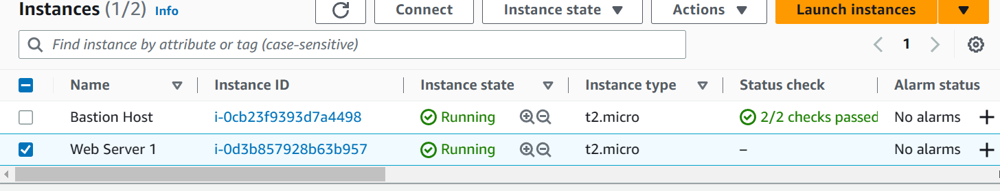 Instances (1/2) Info Connect Instance state Actions Launch instances
Find instance by attribute or tag (case-sensitive) 1
Name Instance ID Instance state Instance type Status check Alarm status
Bastion Host i-0cb23f9393d7a4498 Running t2.micro 2/2 checks passed No alarms +
Web Server 1 i-0d3b857928b63b957 Running t2.micro – No alarms +